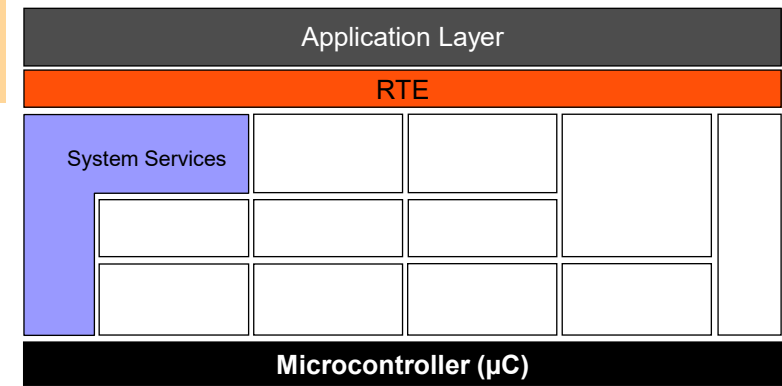 Application Layer
RTE
System Services
Microcontroller (µC)